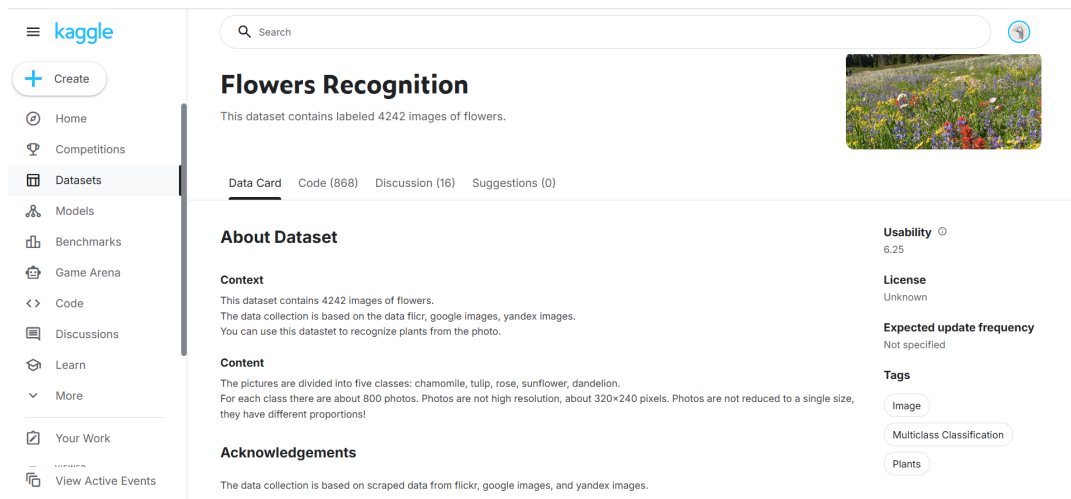 kaggle
Search
Create
Home
Competitions
Datasets
Models
Benchmarks
Game Arena
Code
Discussions
Learn
More
Your Work
View Active Events
Flowers Recognition
This dataset contains labeled 4242 images of flowers.
Data Card Code (868) Discussion (16) Suggestions (0)
About Dataset
Context
This dataset contains 4242 images of flowers.
The data collection is based on the data flicr, google images, yandex images.
You can use this datastet to recognize plants from the photo.
Content
The pictures are divided into five classes: chamomile, tulip, rose, sunflower, dandelion.
For each class there are about 800 photos. Photos are not high resolution, about 320×240 pixels. Photos are not reduced to a single size,
they have different proportions!
Acknowledgements
The data collection is based on scraped data from flickr, google images, and yandex images.
Usability
6.25
License
Unknown
Expected update frequency
Not specified
Tags
Image
Multiclass Classification
Plants